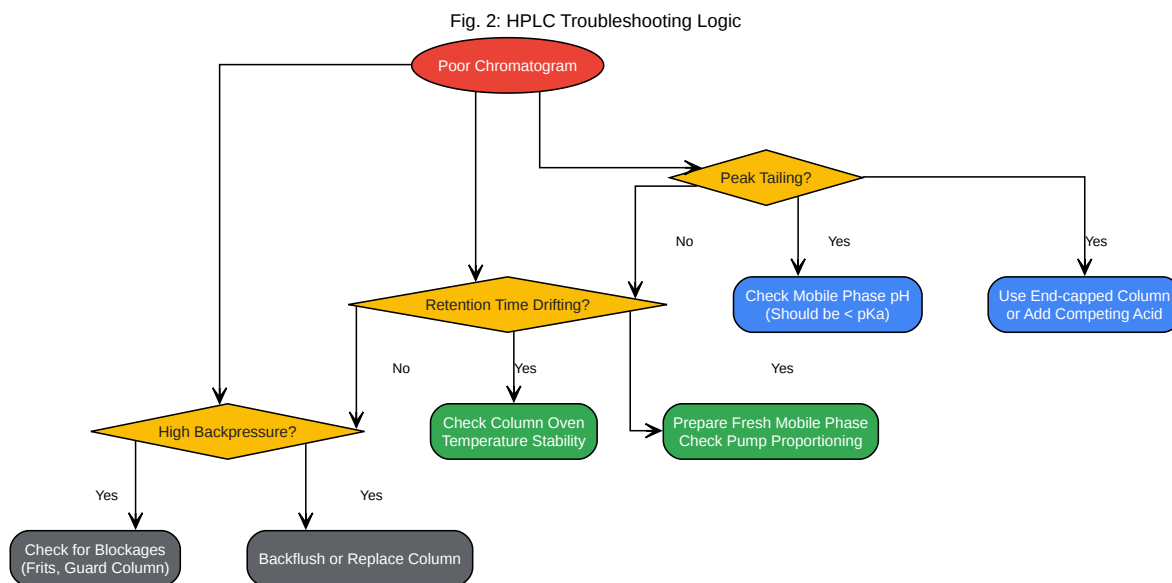 Fig. 2: HPLC Troubleshooting Logic
Poor Chromatogram
Peak Tailing?
No
Yes
Yes
Check Mobile Phase pH
(Should be < pKa)
Use End-capped Column
or Add Competing Acid
Retention Time Drifting?
No
Yes
Yes
Check Column Oven
Temperature Stability
Prepare Fresh Mobile Phase
Check Pump Proportioning
High Backpressure?
Yes
Yes
Check for Blockages
(Frits, Guard Column)
Backflush or Replace Column